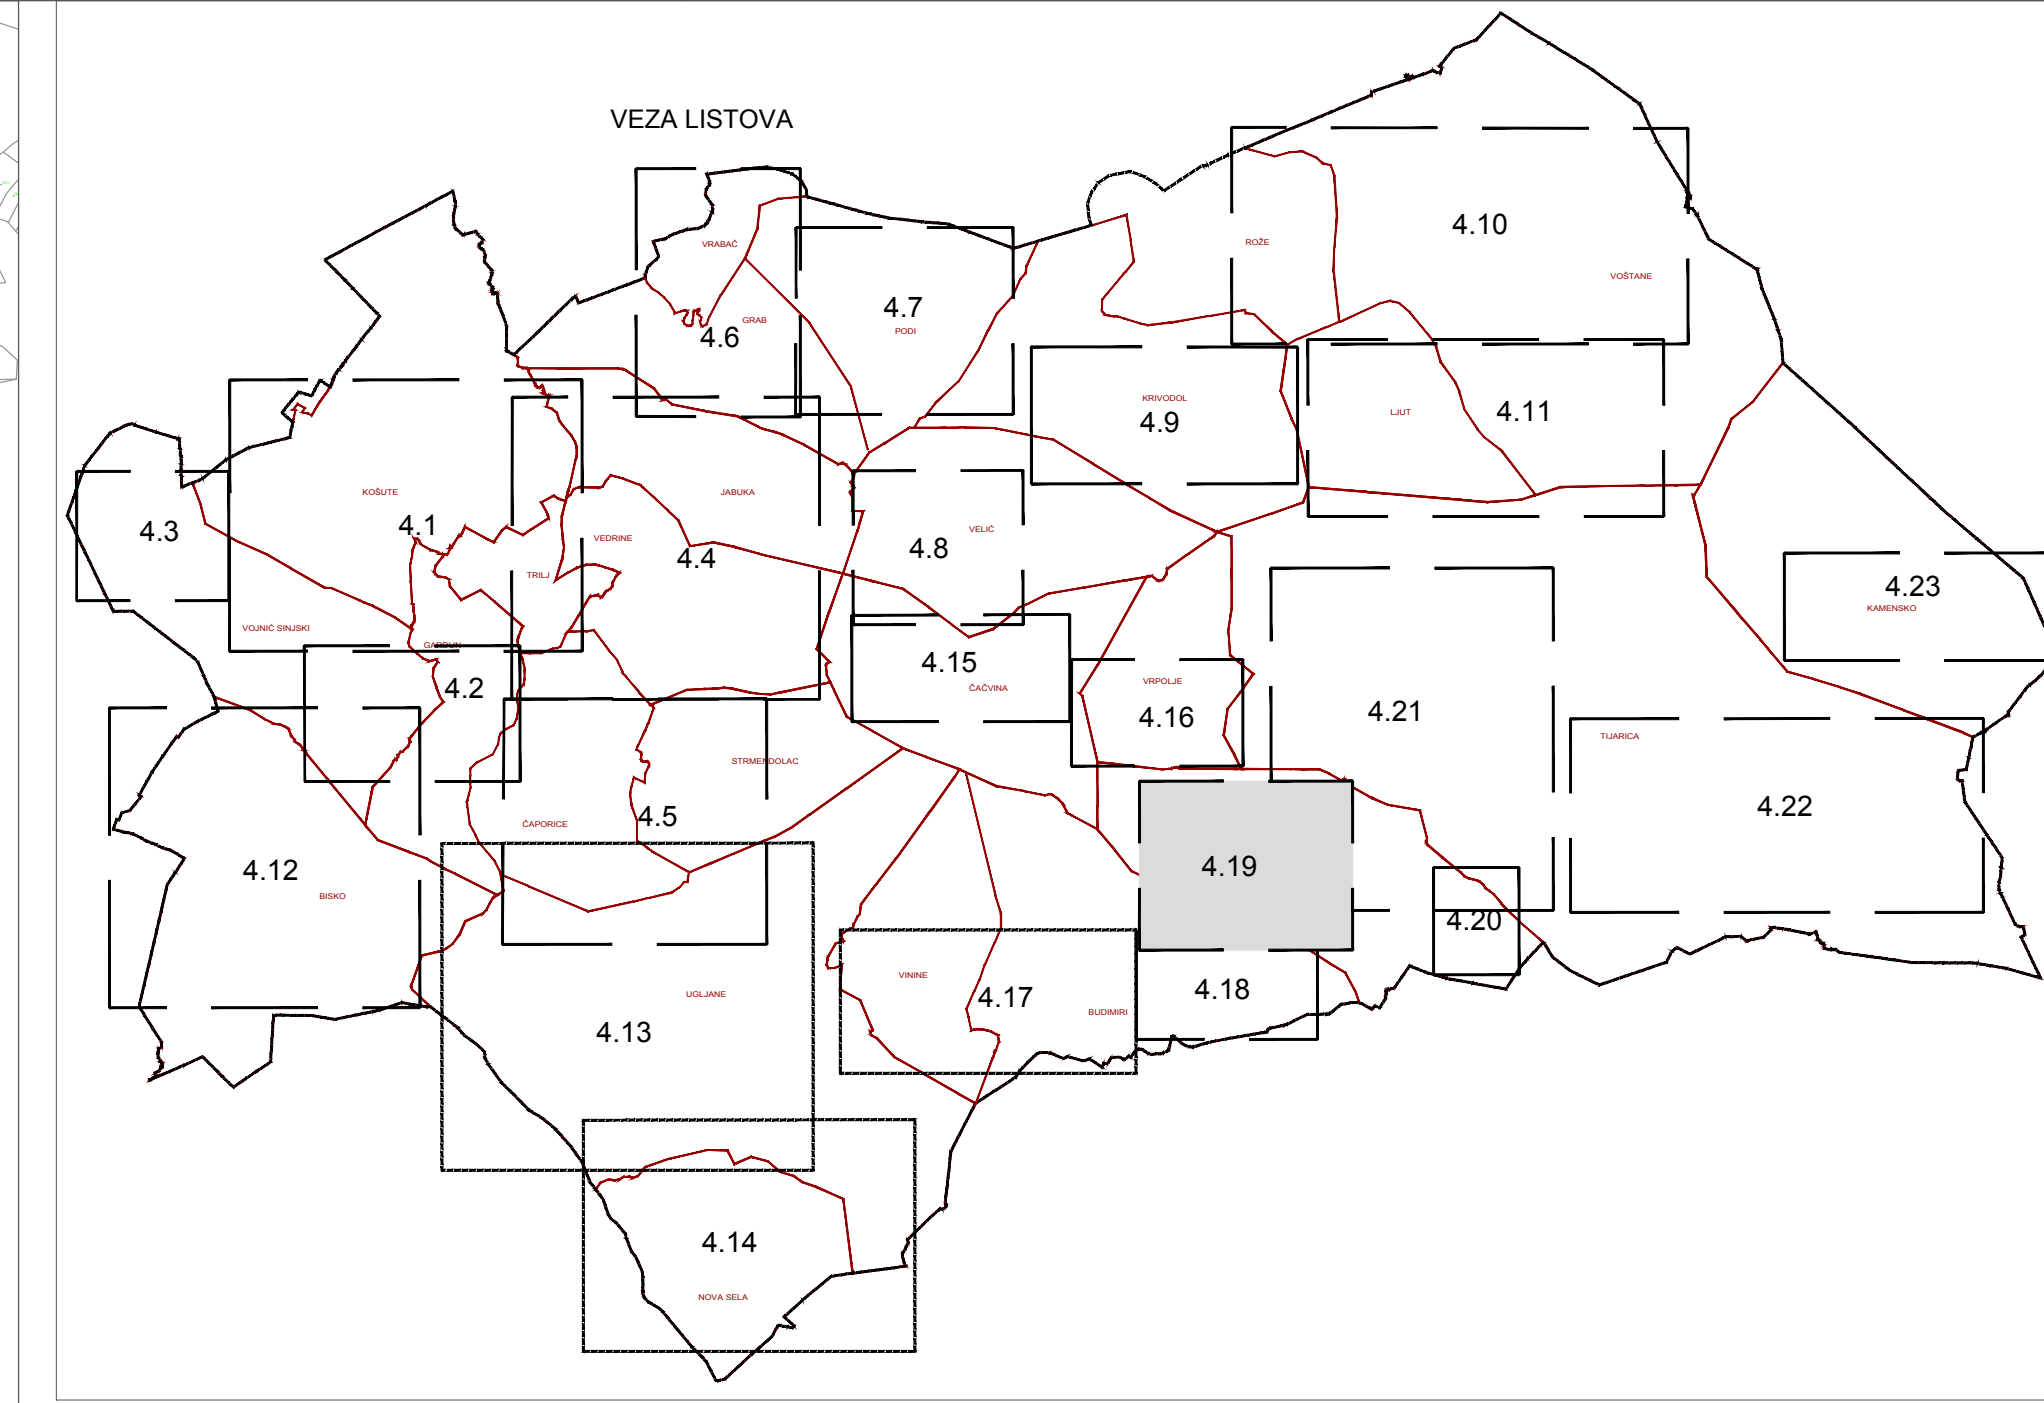 VEZA LISTOVA
4.10
ROŽE
VRABAČ
VOŠTANE
4.7
GRAB
PODI
4.6
KRIVODOL
4.9
LJUT
4.11
KOŠUTE
JABUKA
4.3
4.1
VELIĆ
VEDRINE
4.8
4.4
TRILJ
4.23
KAMENSKO
VOJNIĆ SINJSKI
GARDUN
4.15
4.2
ČAČVINA
VRPOLJE
4.16
4.21
TIJARICA
STRMENDOLAC
4.5
ČAPORICE
4.22
4.12
BISKO
4.19
4.20
VININE
UGLJANE
4.17
4.18
BUDIMIRI
4.13
4.14
NOVA SELA